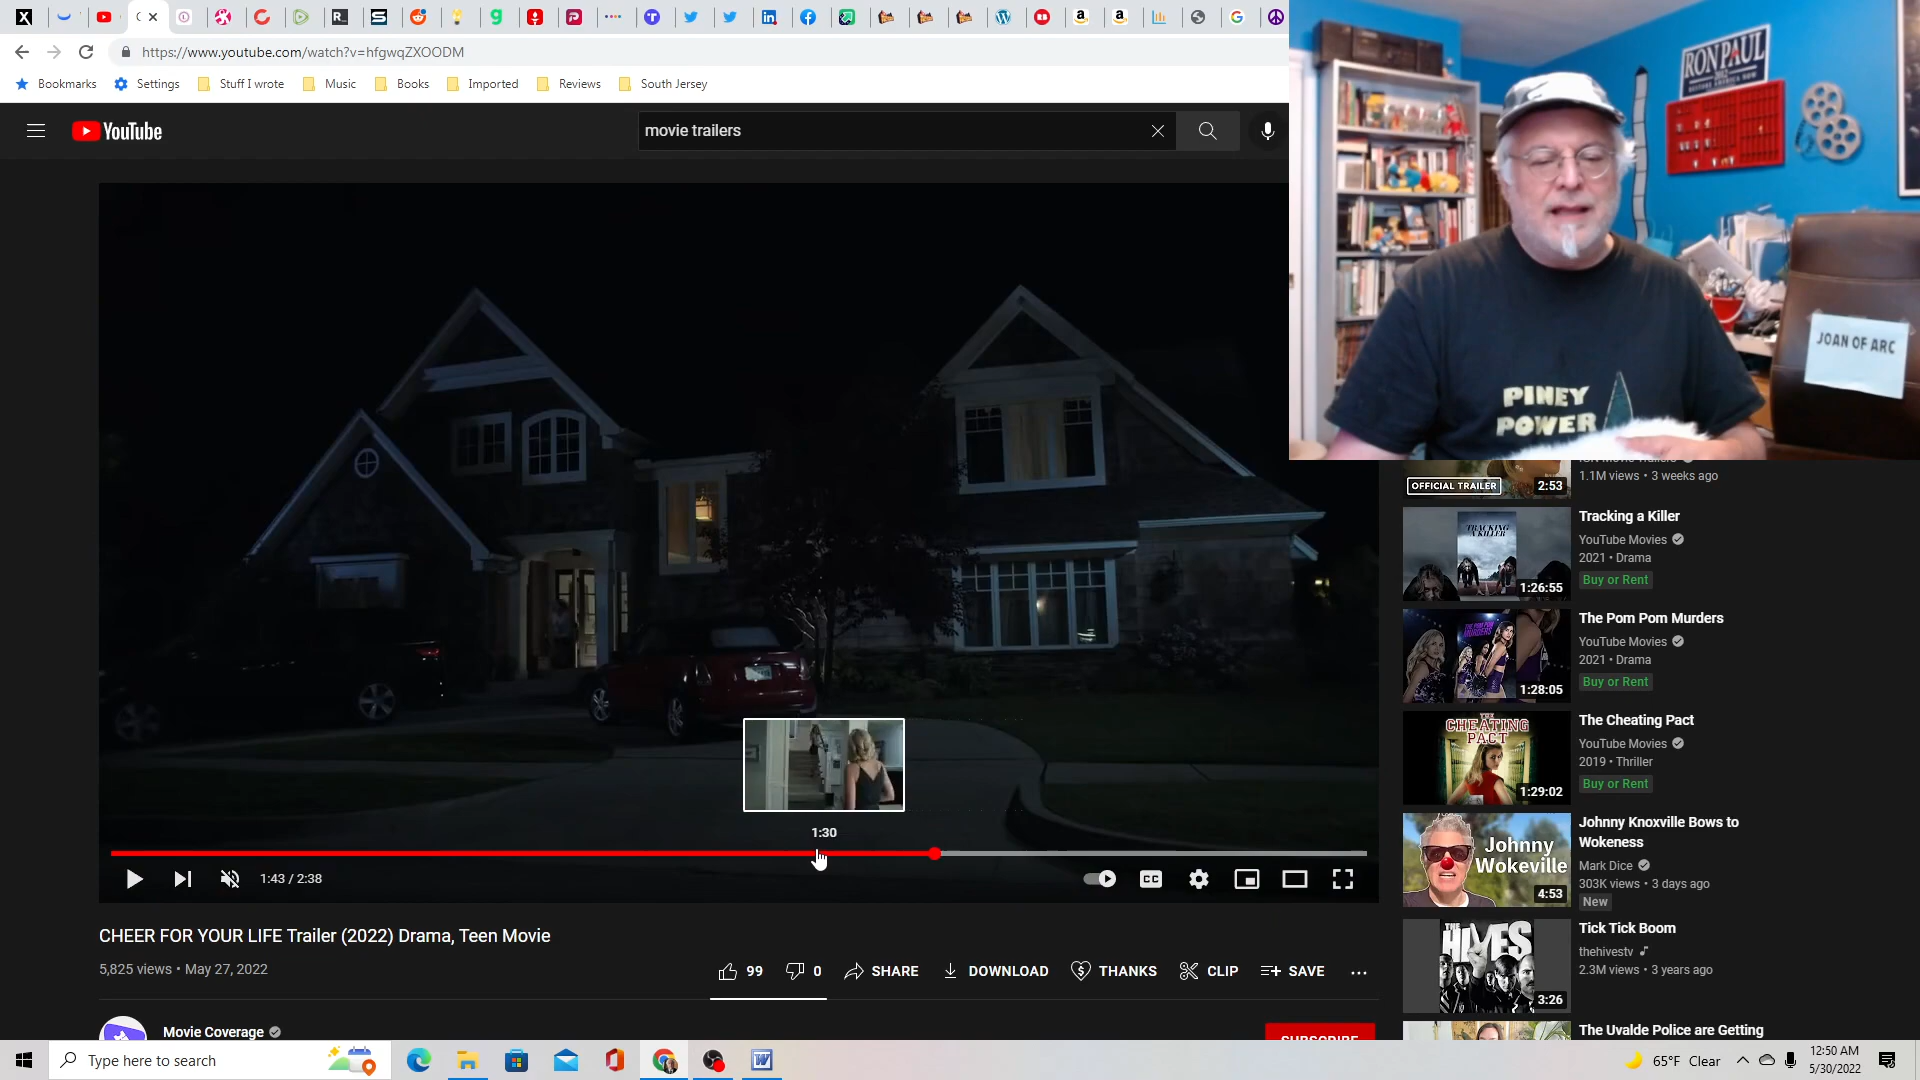 https://www.youtube.com/watch?v=hfgwqZXOODM
Bookmarks Settings Stuff I wrote Music Books Imported Reviews South Jersey
YouTube
movie trailers
RON PAUL
JOAN OF ARC
PINEY
POWER
1.1M views • 3 weeks ago
OFFICIAL TRAILER
2:53
Tracking a Killer
YouTube Movies
2021 • Drama
Buy or Rent
TRACKING
A KILLER
1:26:55
The Pom Pom Murders
YouTube Movies
2021 • Drama
Buy or Rent
1:28:05
The Cheating Pact
YouTube Movies
2019 • Thriller
Buy or Rent
THE
CHEATING
PACT
1:29:02
Johnny Knoxville Bows to
Wokeness
Mark Dice
303K views • 3 days ago
New
Johnny
Wokeville
4:53
Tick Tick Boom
thehivestv
2.3M views • 3 years ago
THE
HIVES
3:26
The Uvalde Police are Getting
1:30
1:43 / 2:38
CC
CHEER FOR YOUR LIFE Trailer (2022) Drama, Teen Movie
5,825 views • May 27, 2022
99 0 SHARE DOWNLOAD THANKS CLIP SAVE
Movie Coverage
SUBSCRIBE
Type here to search
65°F Clear
12:50 AM
5/30/2022